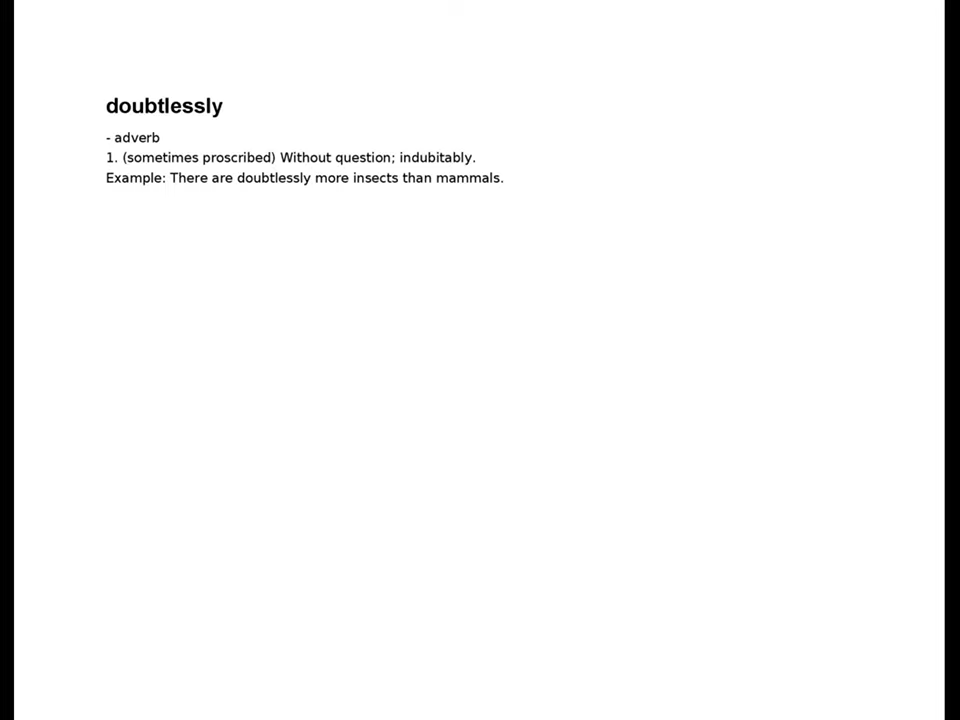 doubtlessly
- adverb
1. (sometimes proscribed) Without question; indubitably.
Example: There are doubtlessly more insects than mammals.